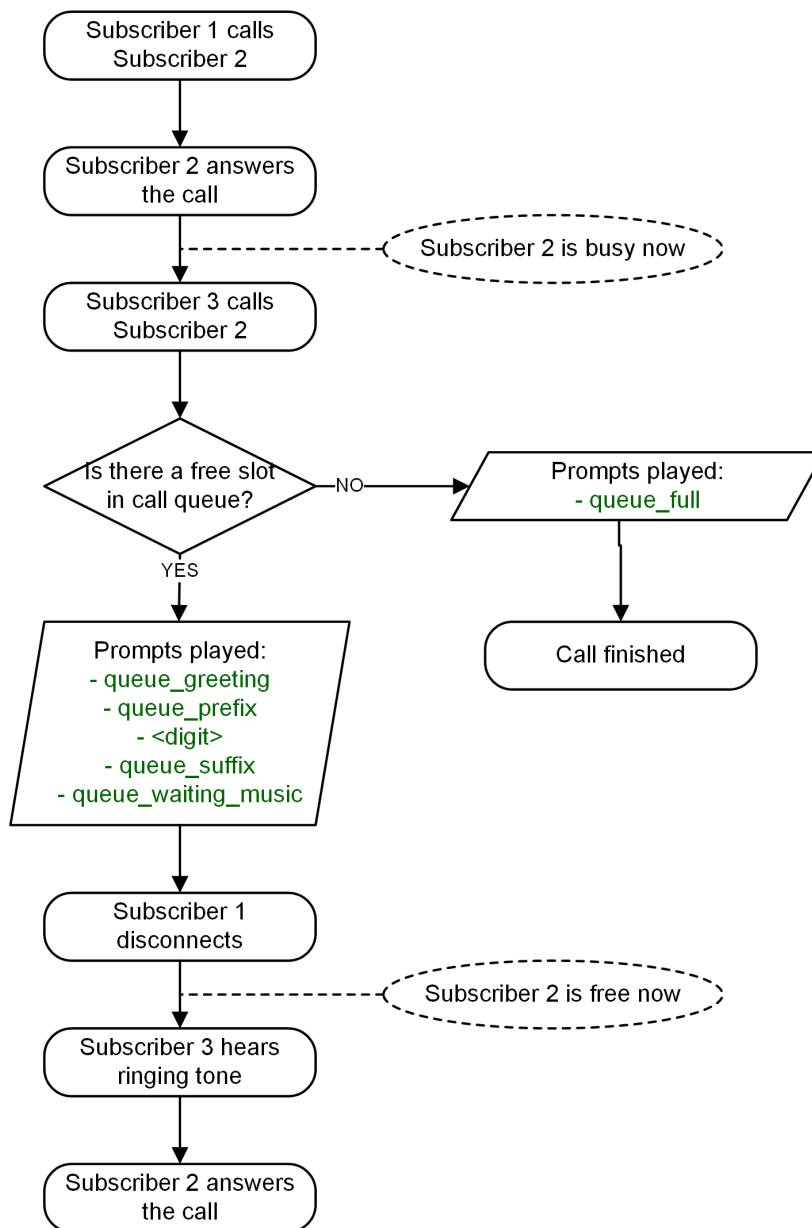 Subscriber 1 calls
Subscriber 2
Subscriber 2 answers
the call
Subscriber 2 is busy now
Subscriber 3 calls
Subscriber 2
Is there a free slot
in call queue?
NO
Prompts played:
- queue_full
YES
Call finished
Prompts played:
- queue_greeting
- queue_prefix
- <digit>
- queue_suffix
- queue_waiting_music
Subscriber 1
disconnects
Subscriber 2 is free now
Subscriber 3 hears
ringing tone
Subscriber 2 answers
the call